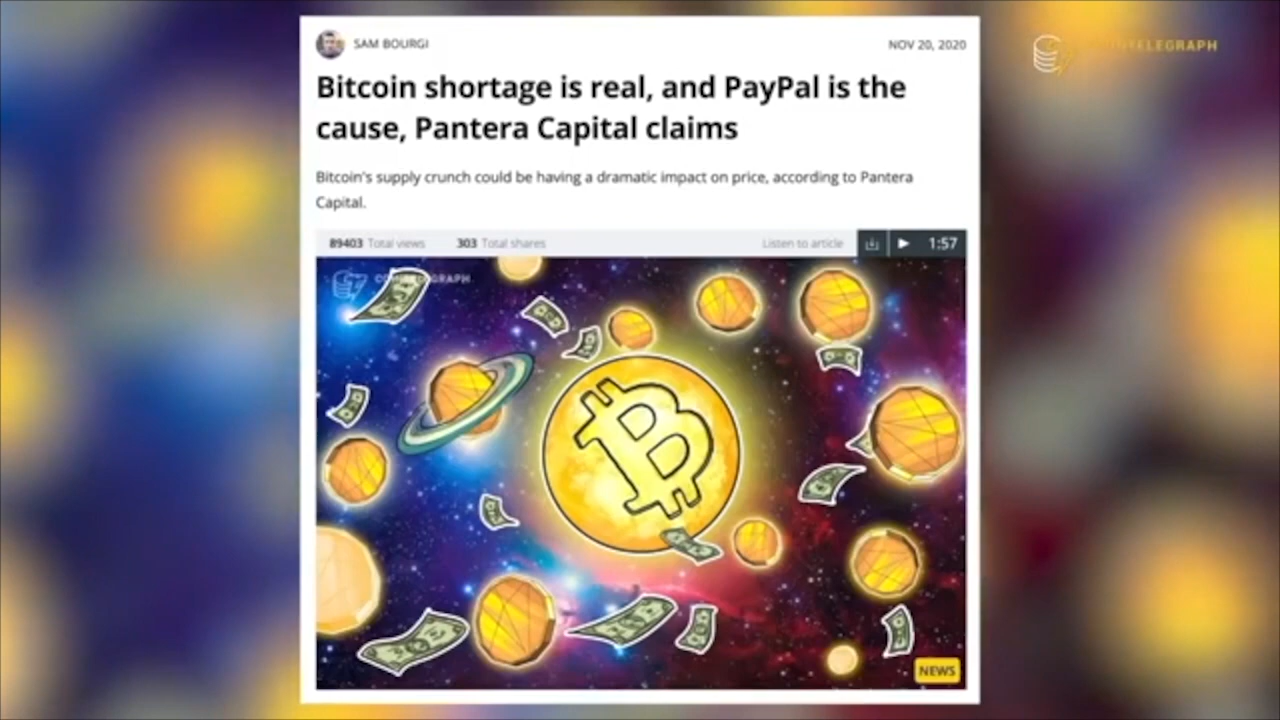 SAM BOURGI
NOV 20, 2020
COINTELEGRAPH
Bitcoin shortage is real, and PayPal is the
cause, Pantera Capital claims
Bitcoin's supply crunch could be having a dramatic impact on price, according to Pantera
Capital.
89403 Total views 303 Total shares Listen to article 1:57
COINTELEGRAPH
NEWS